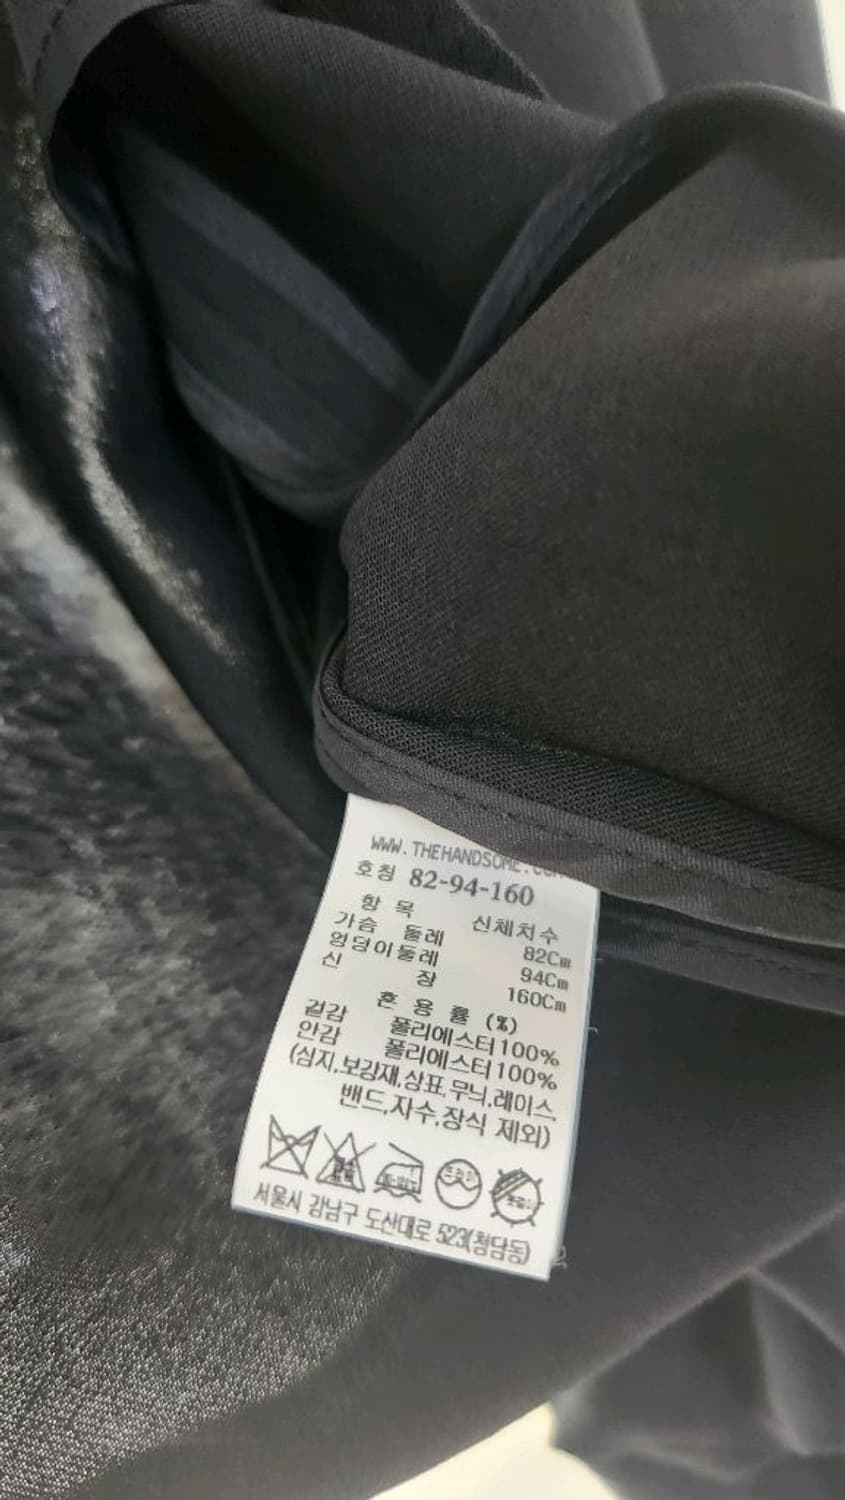 WWW.THEHANDSOME.COM
호칭 82-94-160
항 목 신체치수
가슴 둘레 82Cm
엉덩이둘레 94Cm
신 장 160Cm
혼 용 률 (%)
겉감 폴리에스터100%
안감 폴리에스터100%
(심지,보강재,상표,무늬,레이스,
밴드,자수,장식 제외)
드라이
서울시 강남구 도산대로 523(청담동)